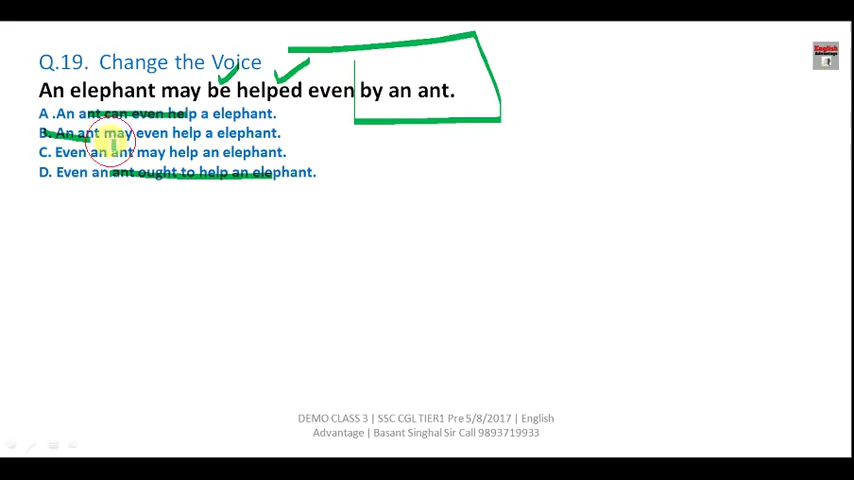 Q.19. Change the Voice
An elephant may be helped even by an ant.
A .An ant can even help a elephant.
B. An ant may even help a elephant.
C. Even an ant may help an elephant.
D. Even an ant ought to help an elephant.
English
Advantage
DEMO CLASS 3 | SSC CGL TIER1 Pre 5/8/2017 | English
Advantage | Basant Singhal Sir Call 9893719933